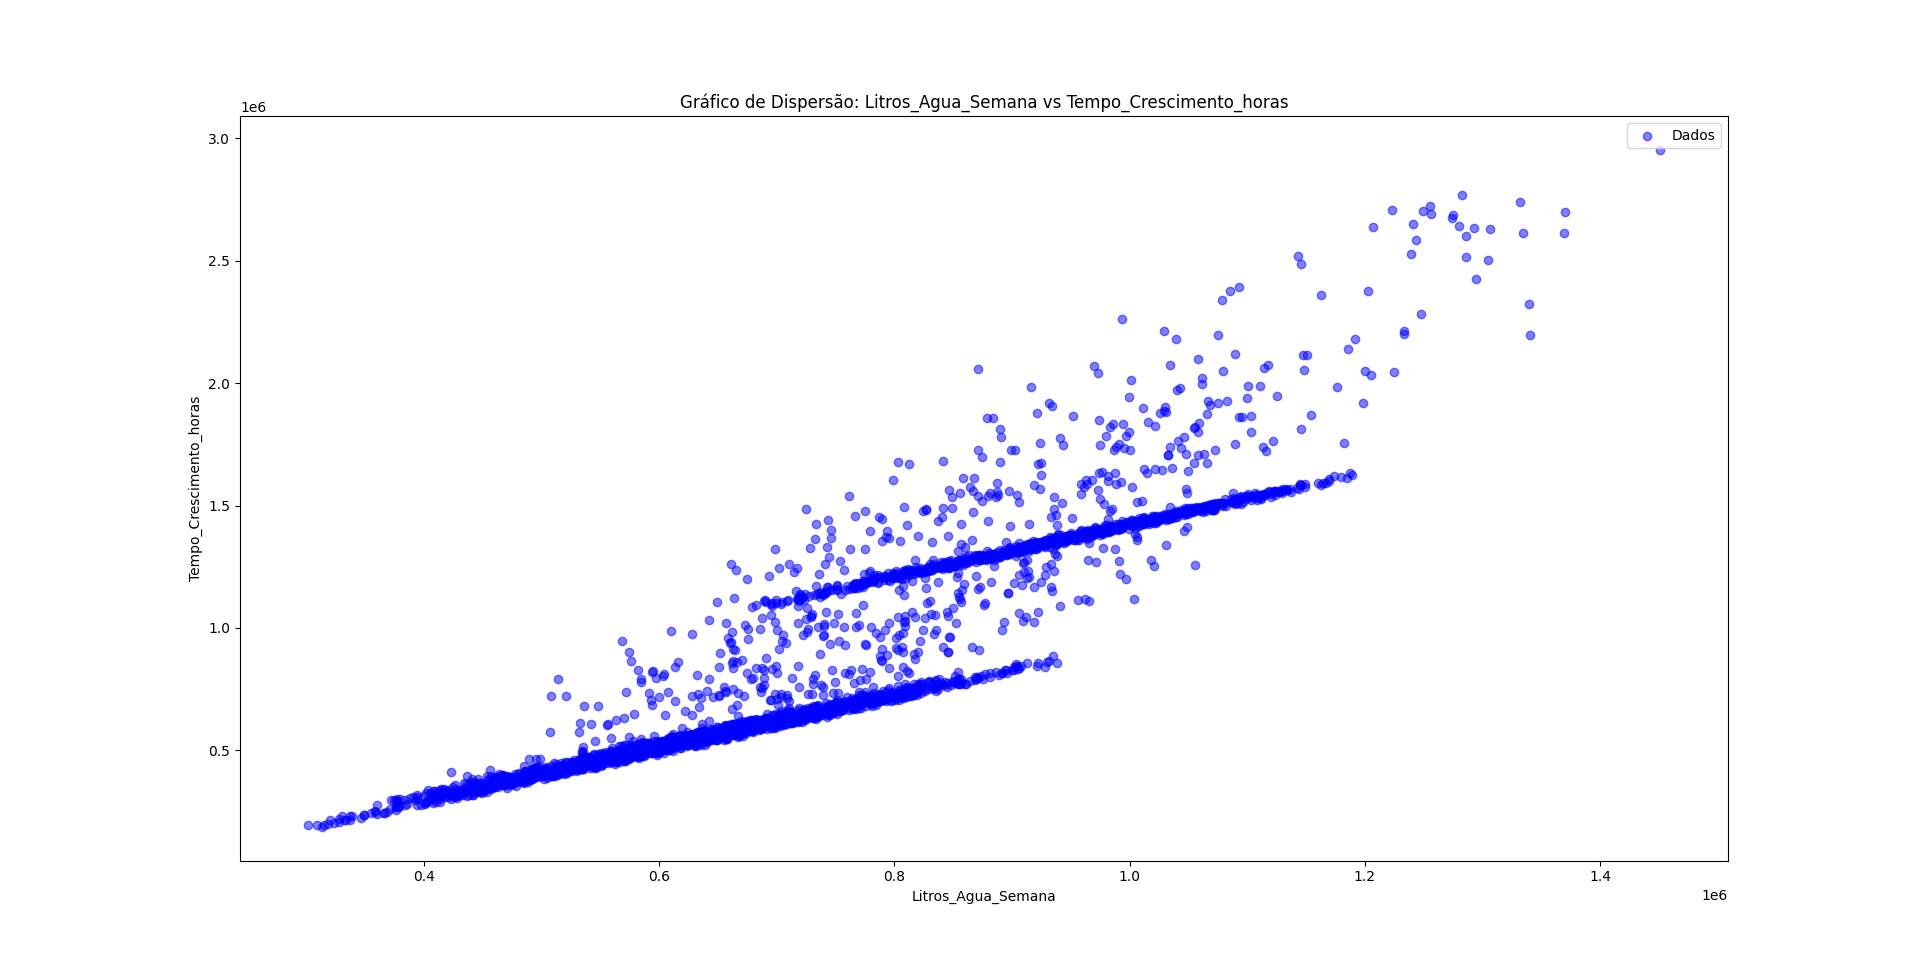 Gráfico de Dispersão: Litros_Agua_Semana vs Tempo_Crescimento_horas
1e6
Dados
3.0
2.5
2.0
1.5
1.0
0.5
Tempo_Crescimento_horas
0.4 0.6 0.8 1.0 1.2 1.4
Litros_Agua_Semana
1e6